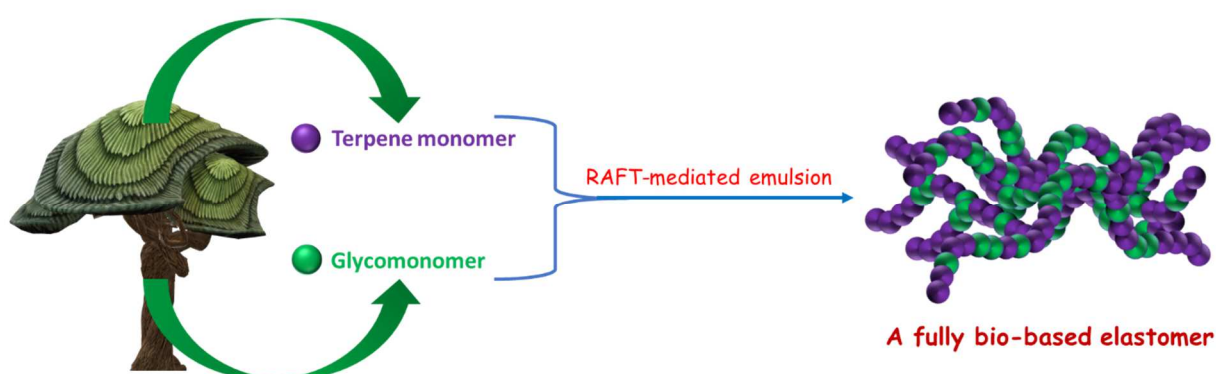 Terpene monomer
RAFT-mediated emulsion
Glycomonomer
A fully bio-based elastomer